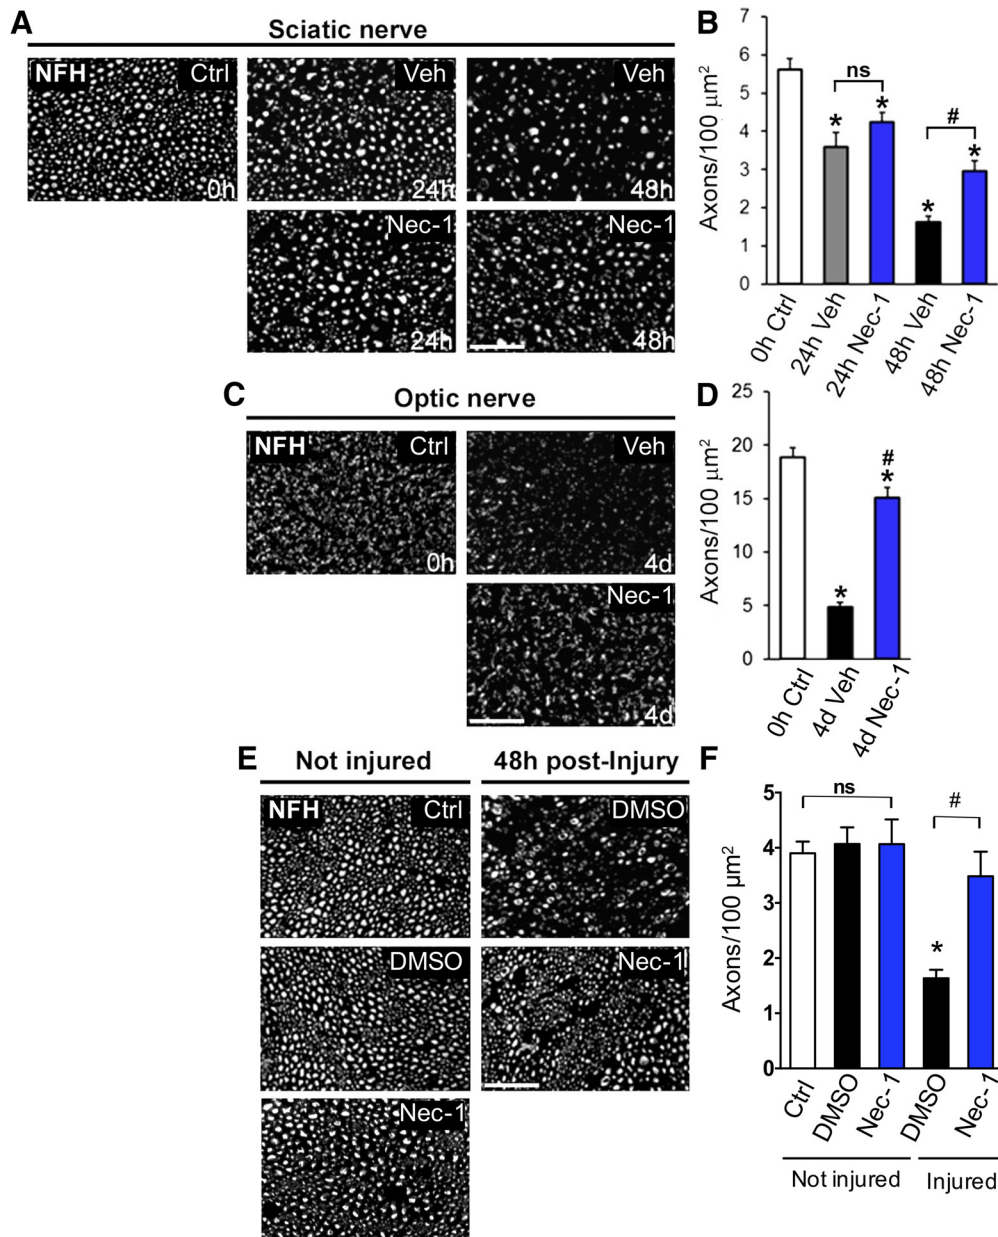 A
Sciatic nerve
NFH Ctrl
0h
Veh
24h
Veh
48h
Nec-1
24h
Nec-1
48h
B
Axons/100 µm²
7
6
5
4
3
2
1
0
ns
*
*
#
*
*
0h Ctrl
24h Veh
24h Nec-1
48h Veh
48h Nec-1
C
Optic nerve
NFH Ctrl
0h
Veh
4d
Nec-1
4d
D
Axons/100 µm²
25
20
15
10
5
0
*
#
*
0h Ctrl
4d Veh
4d Nec-1
E
Not injured
48h post-Injury
NFH Ctrl
DMSO
DMSO
Nec-1
Nec-1
F
Axons/100 µm²
5
4
3
2
1
0
ns
#
*
Ctrl
DMSO
Nec-1
DMSO
Nec-1
Not injured
Injured